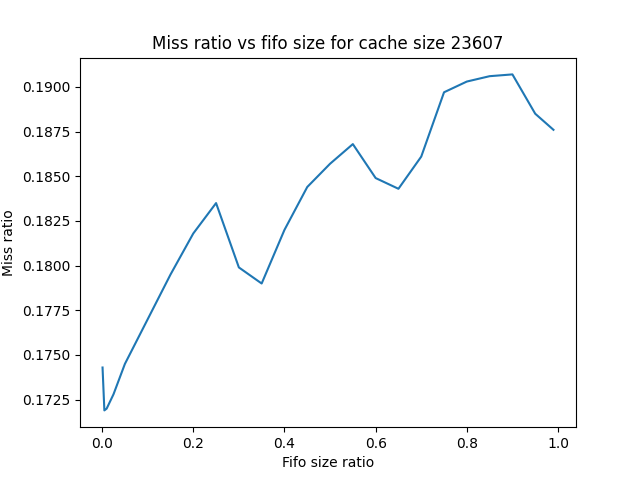 Miss ratio vs fifo size for cache size 23607
0.1900
0.1875
0.1850
0.1825
0.1800
0.1775
0.1750
0.1725
Miss ratio
0.0 0.2 0.4 0.6 0.8 1.0
Fifo size ratio